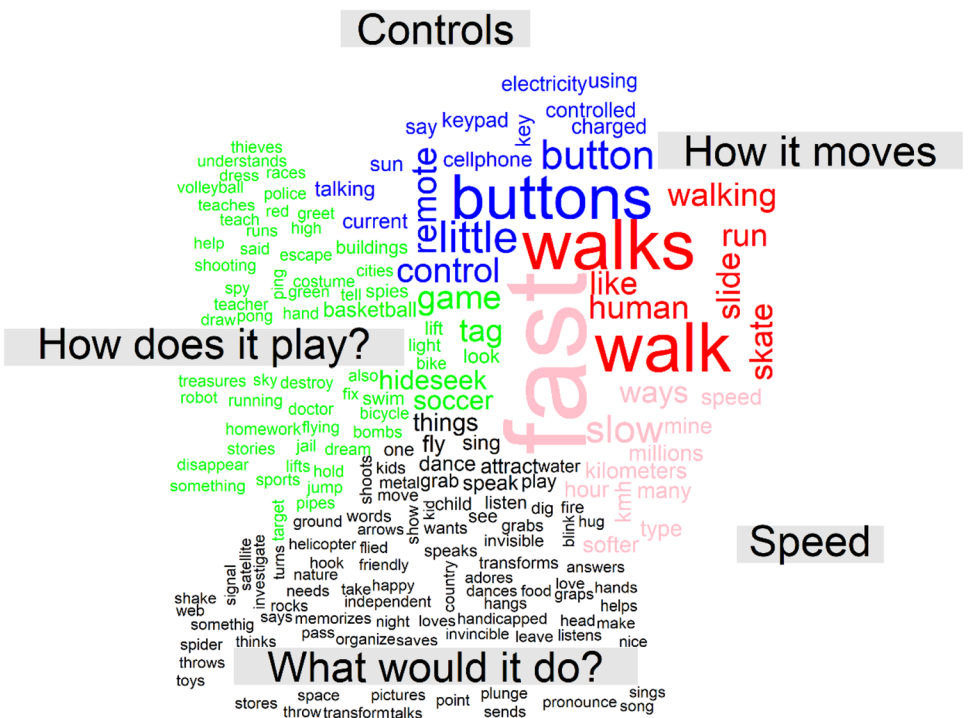 Controls
electricity using
controlled
say keypad key charged
thieves
understands
sun cellphone button How it moves
dress races
volleyball police talking remote buttons walking
teaches red greet current
teach
runs high little walks run
help said escape buildings
shooting cities control like slide
ping costume
spy green tell spies game fast human
teacher hand basketball
draw pong lift tag walk skate
How does it play? light look
bike
treasures sky destroy also hideseek ways speed
robot running fix swim soccer
doctor bicycle
homework flying bombs things slow mine
stories jail dream one fly sing millions
disappear lifts hold shoots kids dance attract water kilometers
something sports jump metal grab speak play hour kmh many
pipes move
target show kid child listen dig fire
ground words see blink hug type
arrows wants grabs
helicopter flied invisible softer
satellite turns speaks Speed
signal investigate hook friendly transforms answers
nature adores
needs take happy country dances food love hands
shake graps
web rocks independent hangs helps
somethig says memorizes night loves handicapped head make
pass organize saves invincible leave listens nice
spider thinks
throws What would it do?
toys
stores space pictures point plunge pronounce sings
throw transform talks sends song